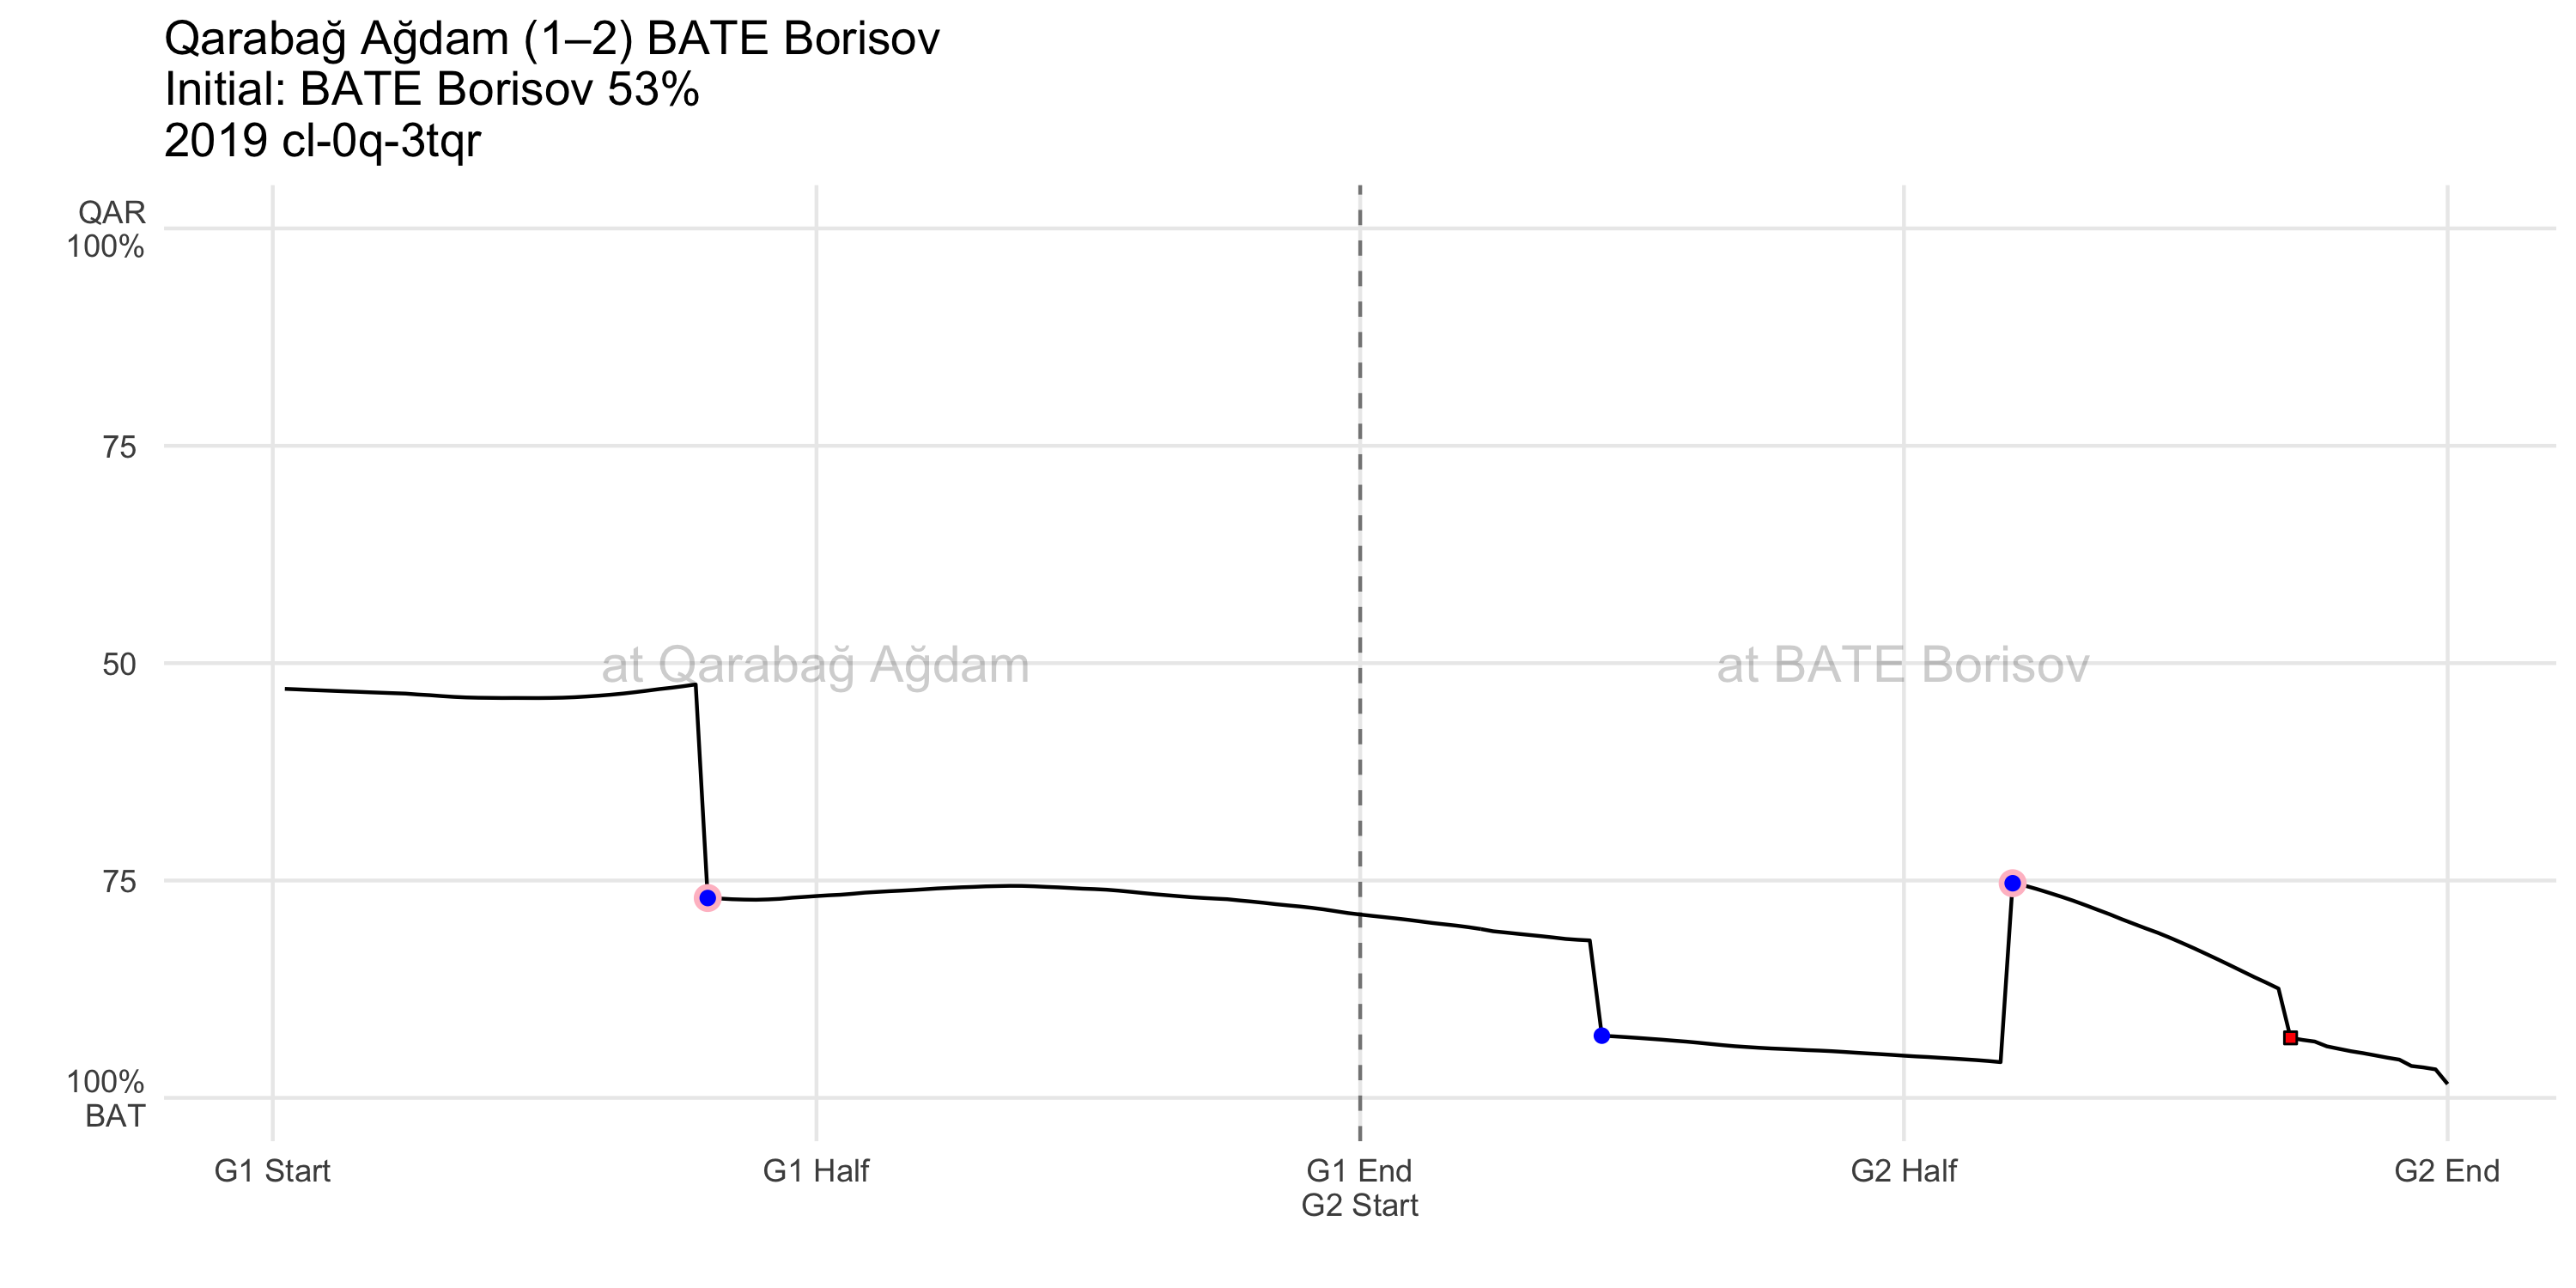 Qarabağ Ağdam (1–2) BATE Borisov
Initial: BATE Borisov 53%
2019 cl-0q-3tqr
QAR
100%
75
50
75
100%
BAT
at Qarabağ Ağdam
at BATE Borisov
G1 Start
G1 Half
G1 End
G2 Start
G2 Half
G2 End